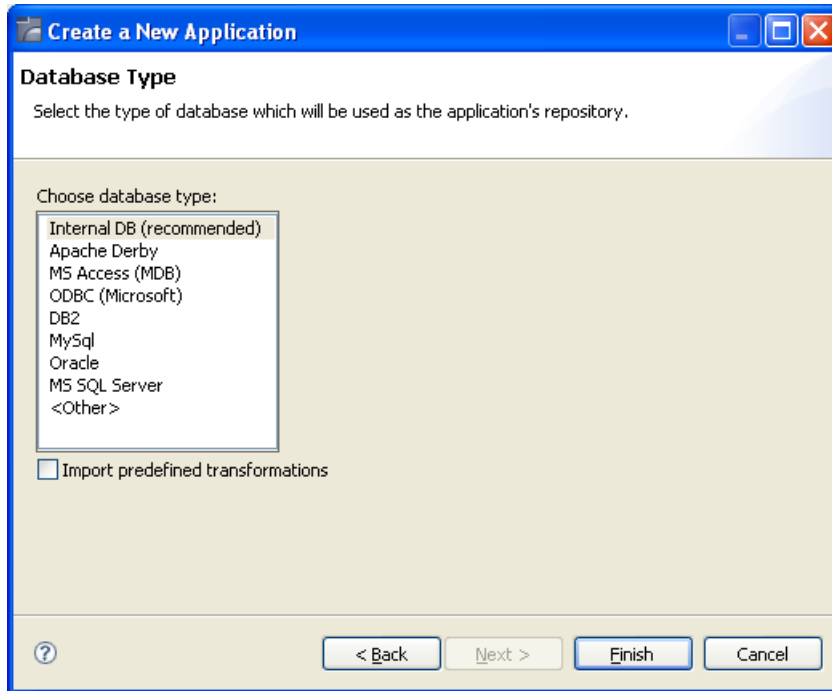 Create a New Application
Database Type
Select the type of database which will be used as the application's repository.
Choose database type:
Internal DB (recommended)
Apache Derby
MS Access (MDB)
ODBC (Microsoft)
DB2
MySql
Oracle
MS SQL Server
<Other>
Import predefined transformations
? < Back Next > Finish Cancel